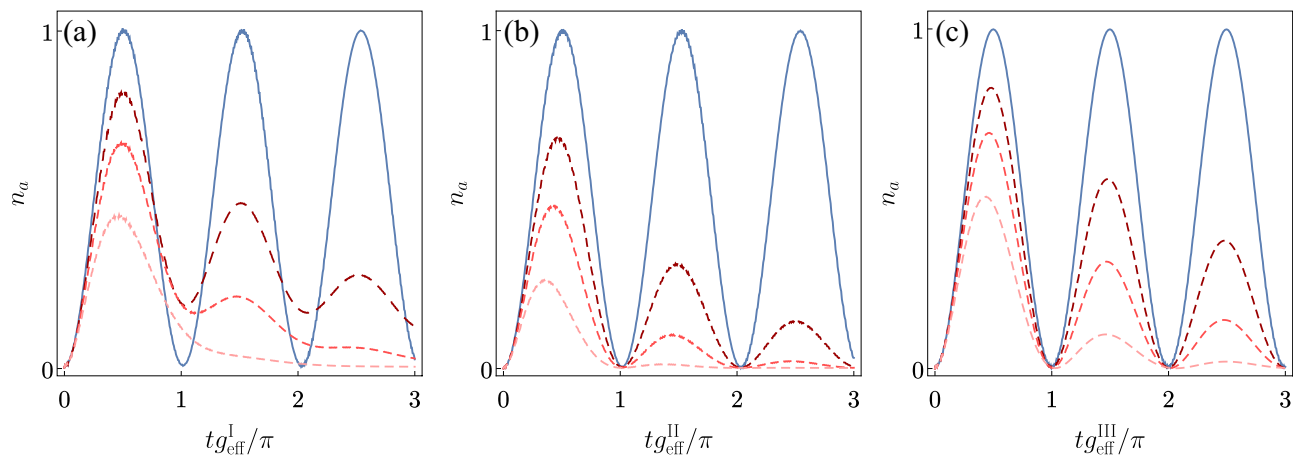 (a) (b) (c)
1 1 1
n_a n_a n_a
0 0 0
0 1 2 3 0 1 2 3 0 1 2 3
tg_eff^I/π tg_eff^II/π tg_eff^III/π